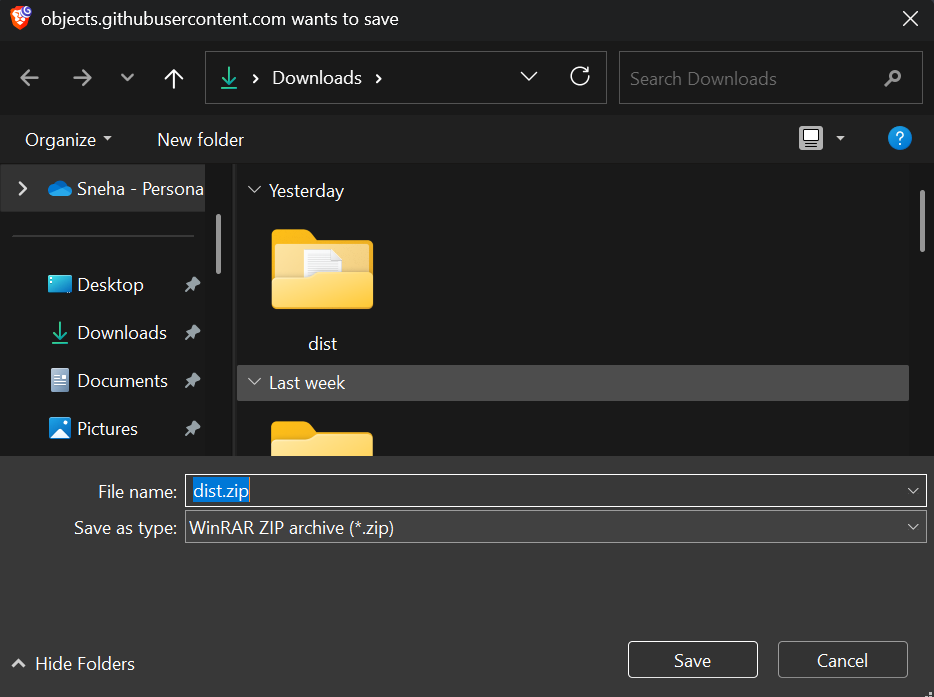 objects.githubusercontent.com wants to save
Downloads
Search Downloads
Organize
New folder
?
Sneha - Persona
Yesterday
Desktop
Downloads
Documents
Pictures
dist
Last week
File name: dist.zip
Save as type: WinRAR ZIP archive (*.zip)
Hide Folders
Save
Cancel